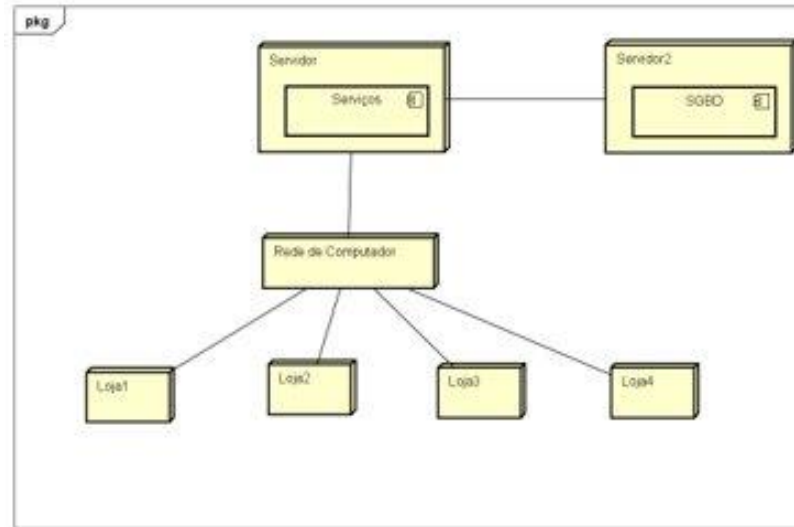 pkg
Servidor
Serviços
Servidor2
SGBD
Rede de Computador
Loja1
Loja2
Loja3
Loja4